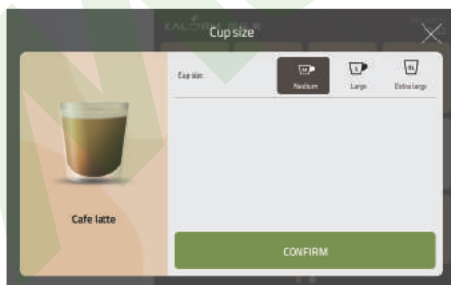 Cup size
Cup size
M
L
XL
Medium
Large
Extra large
Cafe latte
CONFIRM